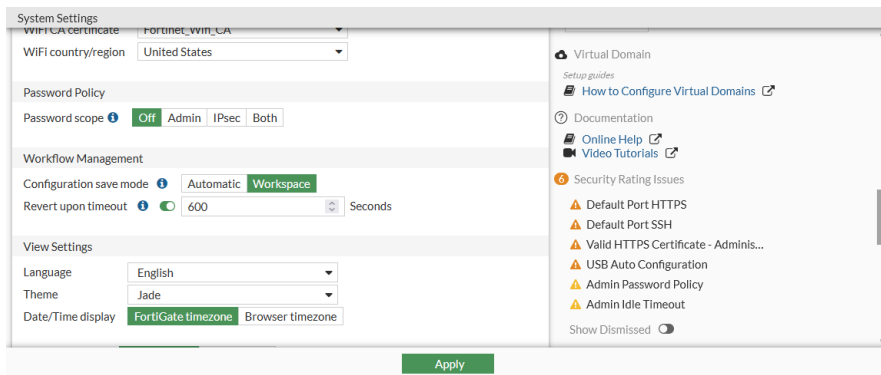 System Settings
WiFi CA certificate Fortinet_Wifi_CA
WiFi country/region United States
Password Policy
Password scope Off Admin IPsec Both
Workflow Management
Configuration save mode Automatic Workspace
Revert upon timeout 600 Seconds
View Settings
Language English
Theme Jade
Date/Time display FortiGate timezone Browser timezone
Virtual Domain
Setup guides
How to Configure Virtual Domains
Documentation
Online Help
Video Tutorials
6 Security Rating Issues
Default Port HTTPS
Default Port SSH
Valid HTTPS Certificate - Adminis...
USB Auto Configuration
Admin Password Policy
Admin Idle Timeout
Show Dismissed
Apply